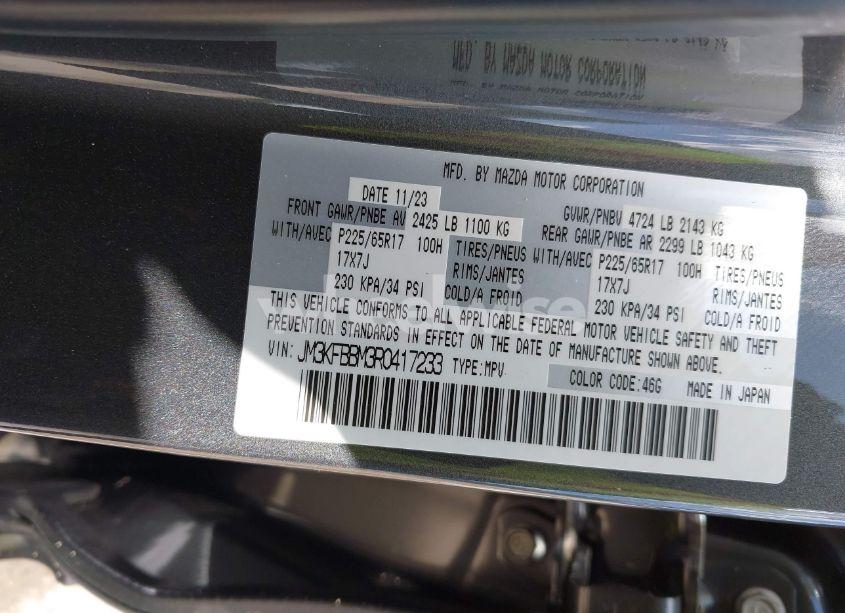 MFD. BY MAZDA MOTOR CORPORATION
DATE 11/23
GVWR/PNBV 4724 LB 2143 KG
FRONT GAWR/PNBE AV 2425 LB 1100 KG
REAR GAWR/PNBE AR 2299 LB 1043 KG
WITH/AVEC P225/65R17 100H TIRES/PNEUS
17X7J RIMS/JANTES
230 KPA/34 PSI COLD/A FROID
WITH/AVEC P225/65R17 100H TIRES/PNEUS
17X7J RIMS/JANTES
230 KPA/34 PSI COLD/A FROID
THIS VEHICLE CONFORMS TO ALL APPLICABLE FEDERAL MOTOR VEHICLE SAFETY AND THEFT
PREVENTION STANDARDS IN EFFECT ON THE DATE OF MANUFACTURE SHOWN ABOVE.
VIN: JM3KFBBM3R0417233 TYPE:MPV
COLOR CODE:46G MADE IN JAPAN